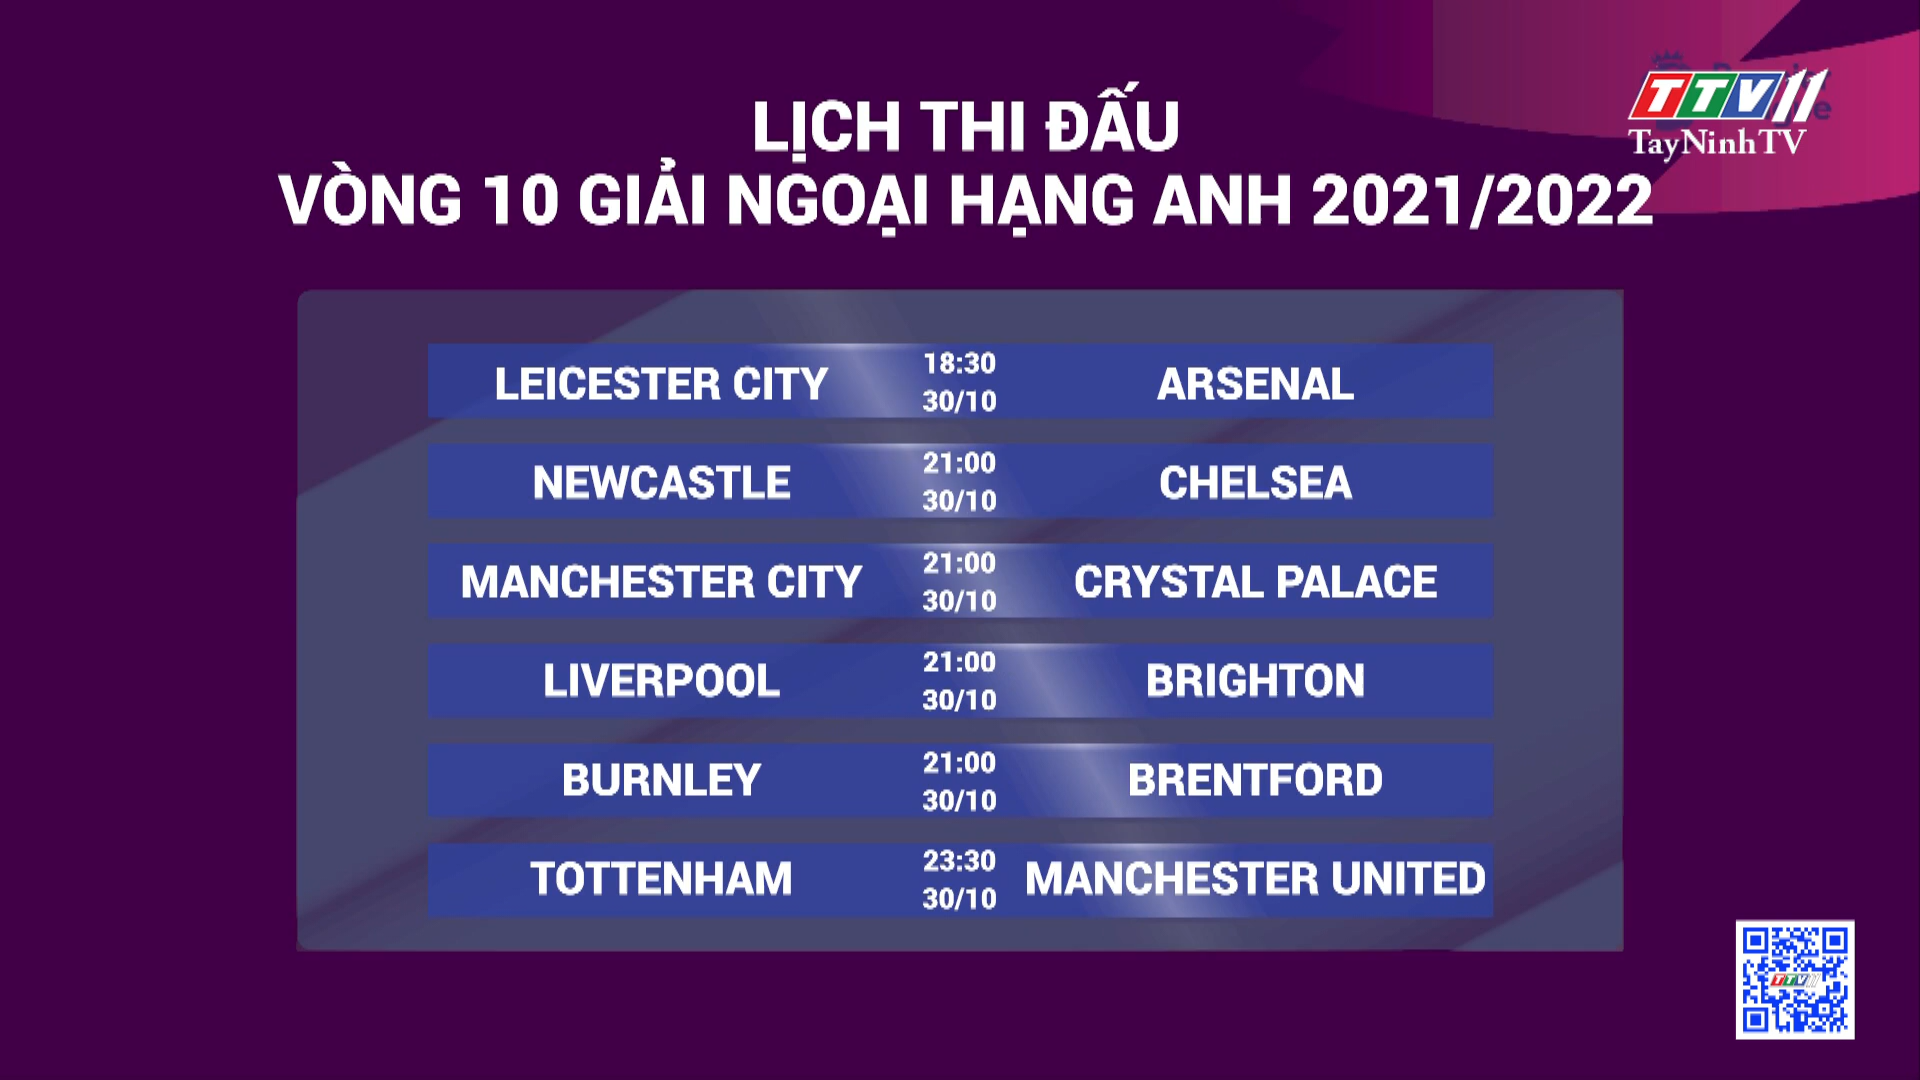 LỊCH THI ĐẤU
VÒNG 10 GIẢI NGOẠI HẠNG ANH 2021/2022
TTV11
TayNinhTV
LEICESTER CITY 18:30 30/10 ARSENAL
NEWCASTLE 21:00 30/10 CHELSEA
MANCHESTER CITY 21:00 30/10 CRYSTAL PALACE
LIVERPOOL 21:00 30/10 BRIGHTON
BURNLEY 21:00 30/10 BRENTFORD
TOTTENHAM 23:30 30/10 MANCHESTER UNITED
TTV11